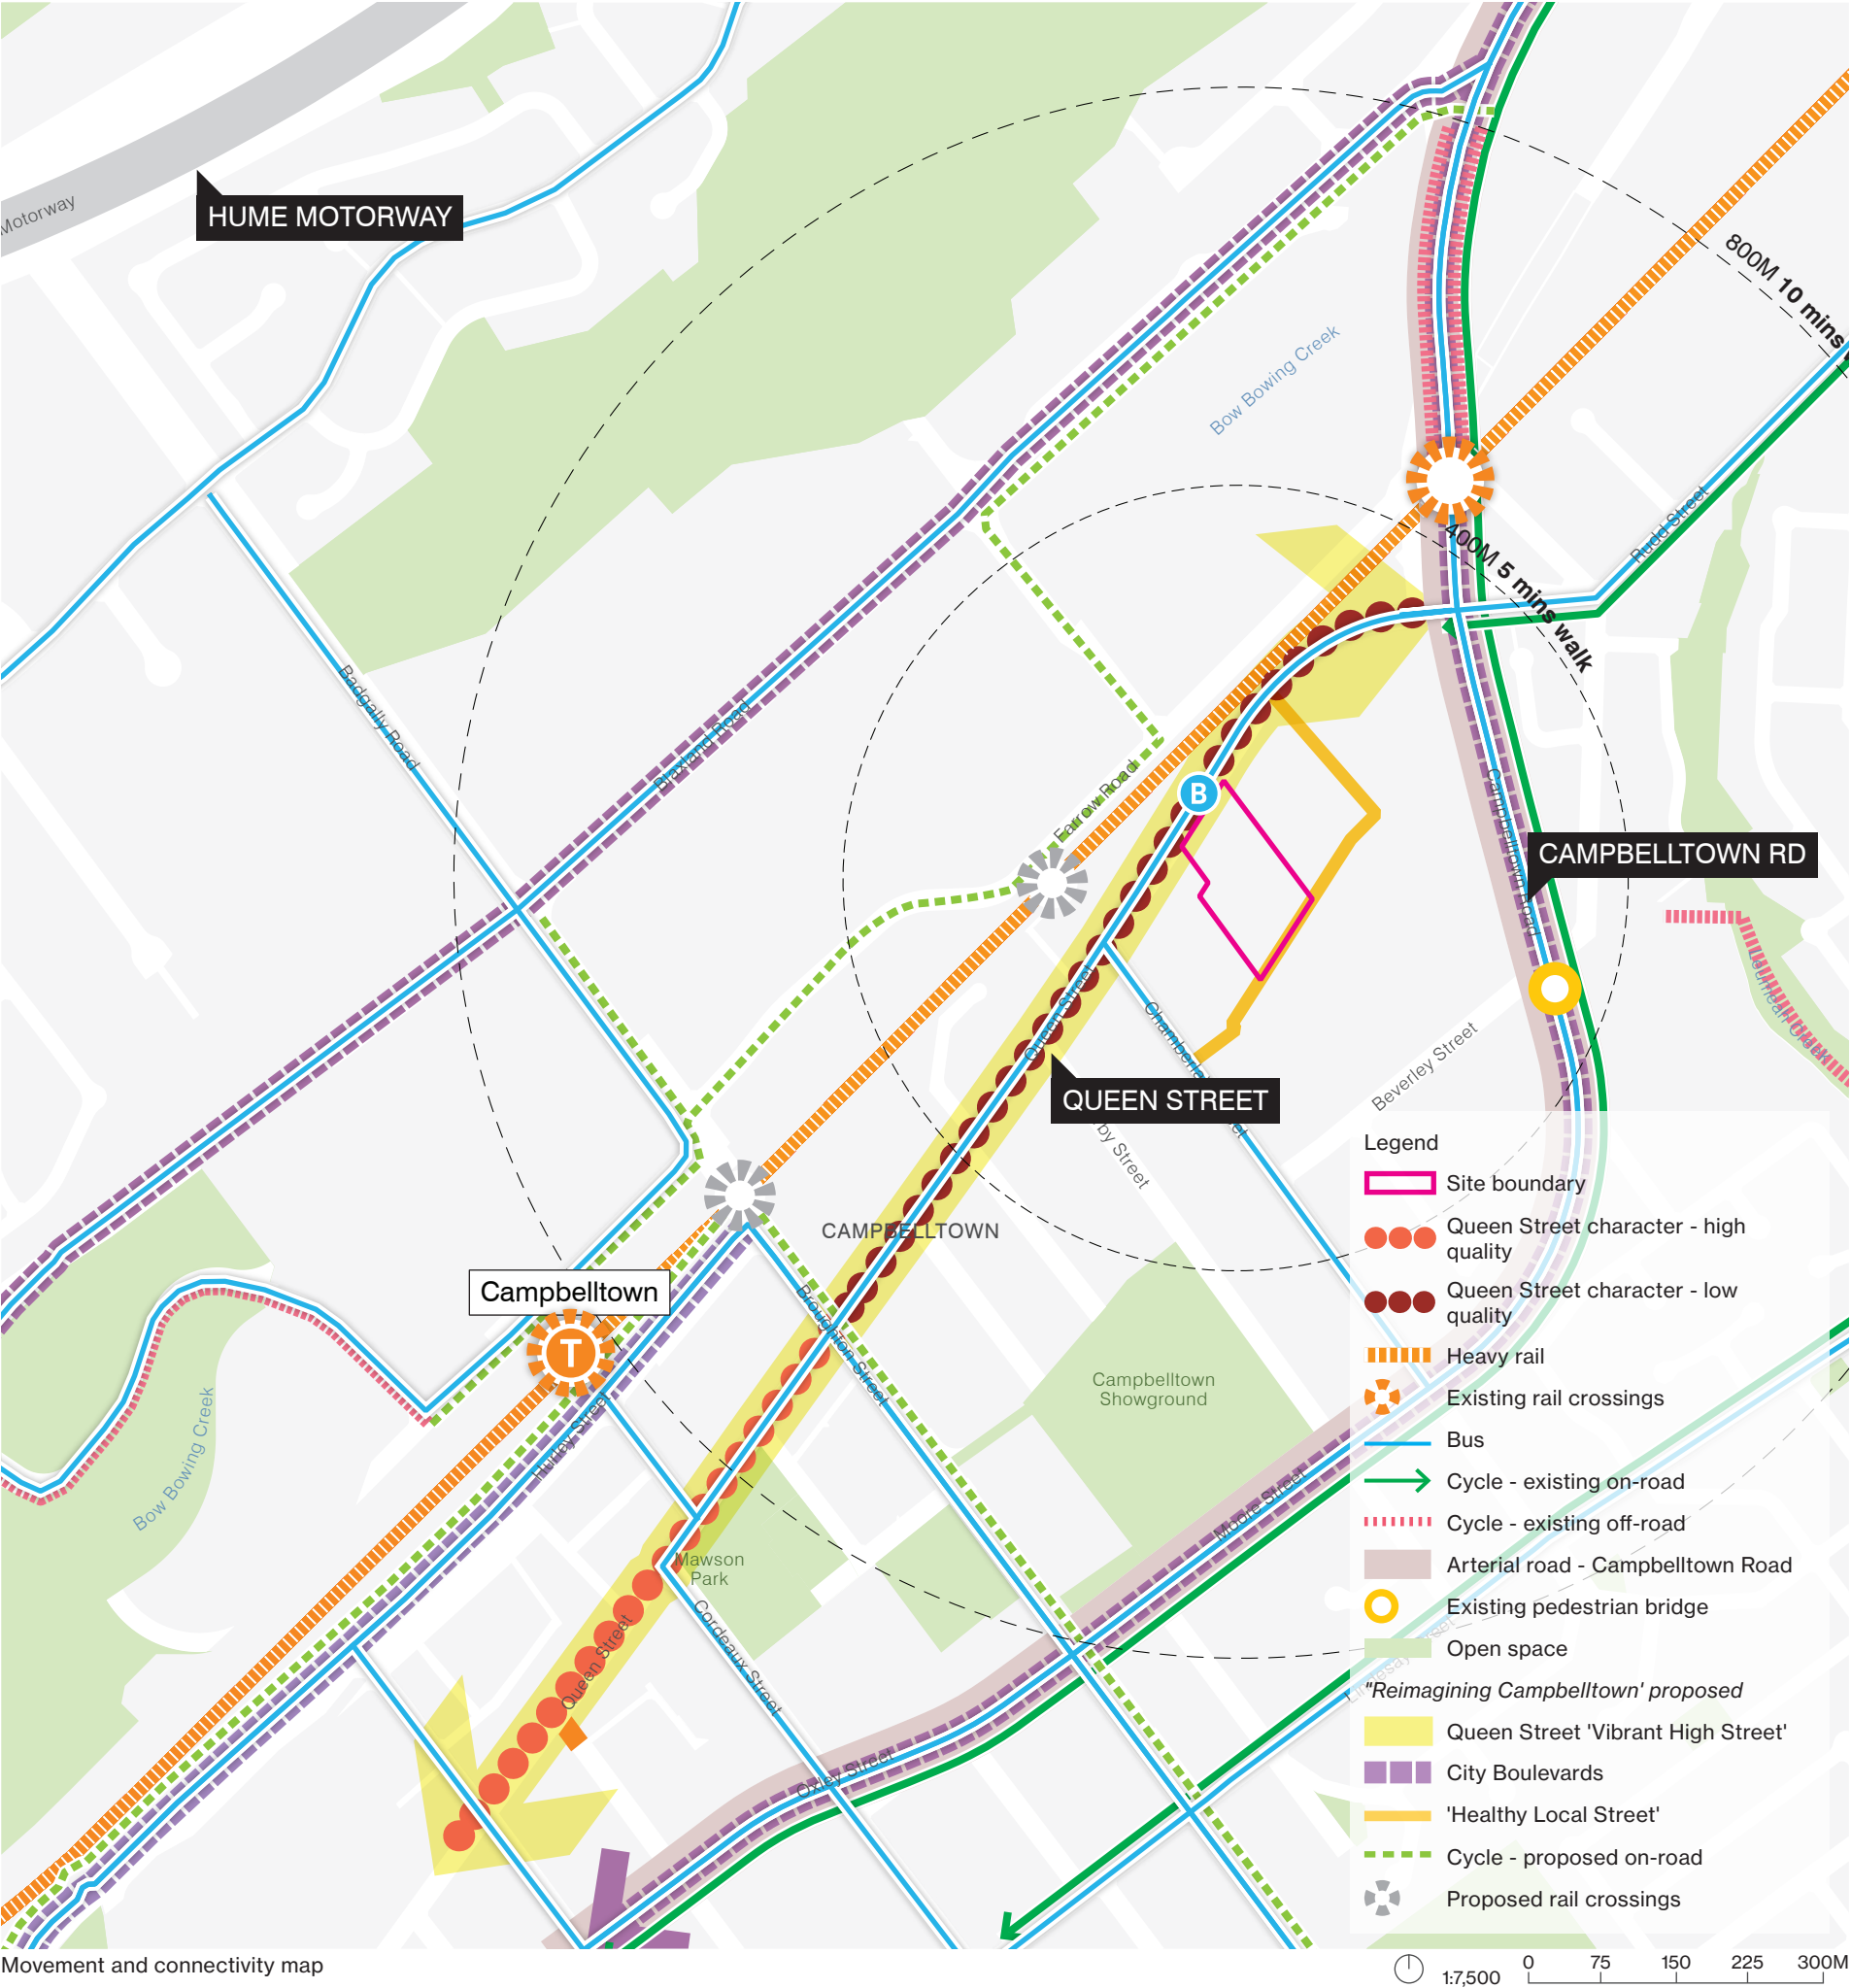 Motorway
HUME MOTORWAY
800M 10 mins
Bow Bowing Creek
Rudd Street
400M 5 mins walk
Badgally Road
Blaxland Road
Farrow Road
B
Campbelltown Road
CAMPBELLTOWN RD
Queen Street
Beverley Street
QUEEN STREET
by Street
CAMPBELLTOWN
Campbelltown
T
Broughton Street
Hurley Street
Bow Bowing Creek
Campbelltown
Showground
Moore Street
Mawson
Park
Queen Street
Cordeaux Street
Oxley Street
Legend
Site boundary
Queen Street character - high
quality
Queen Street character - low
quality
Heavy rail
Existing rail crossings
Bus
Cycle - existing on-road
Cycle - existing off-road
Arterial road - Campbelltown Road
Existing pedestrian bridge
Open space
"Reimagining Campbelltown' proposed
Queen Street 'Vibrant High Street'
City Boulevards
'Healthy Local Street'
Cycle - proposed on-road
Proposed rail crossings
Movement and connectivity map
1:7,500
0 75 150 225 300M